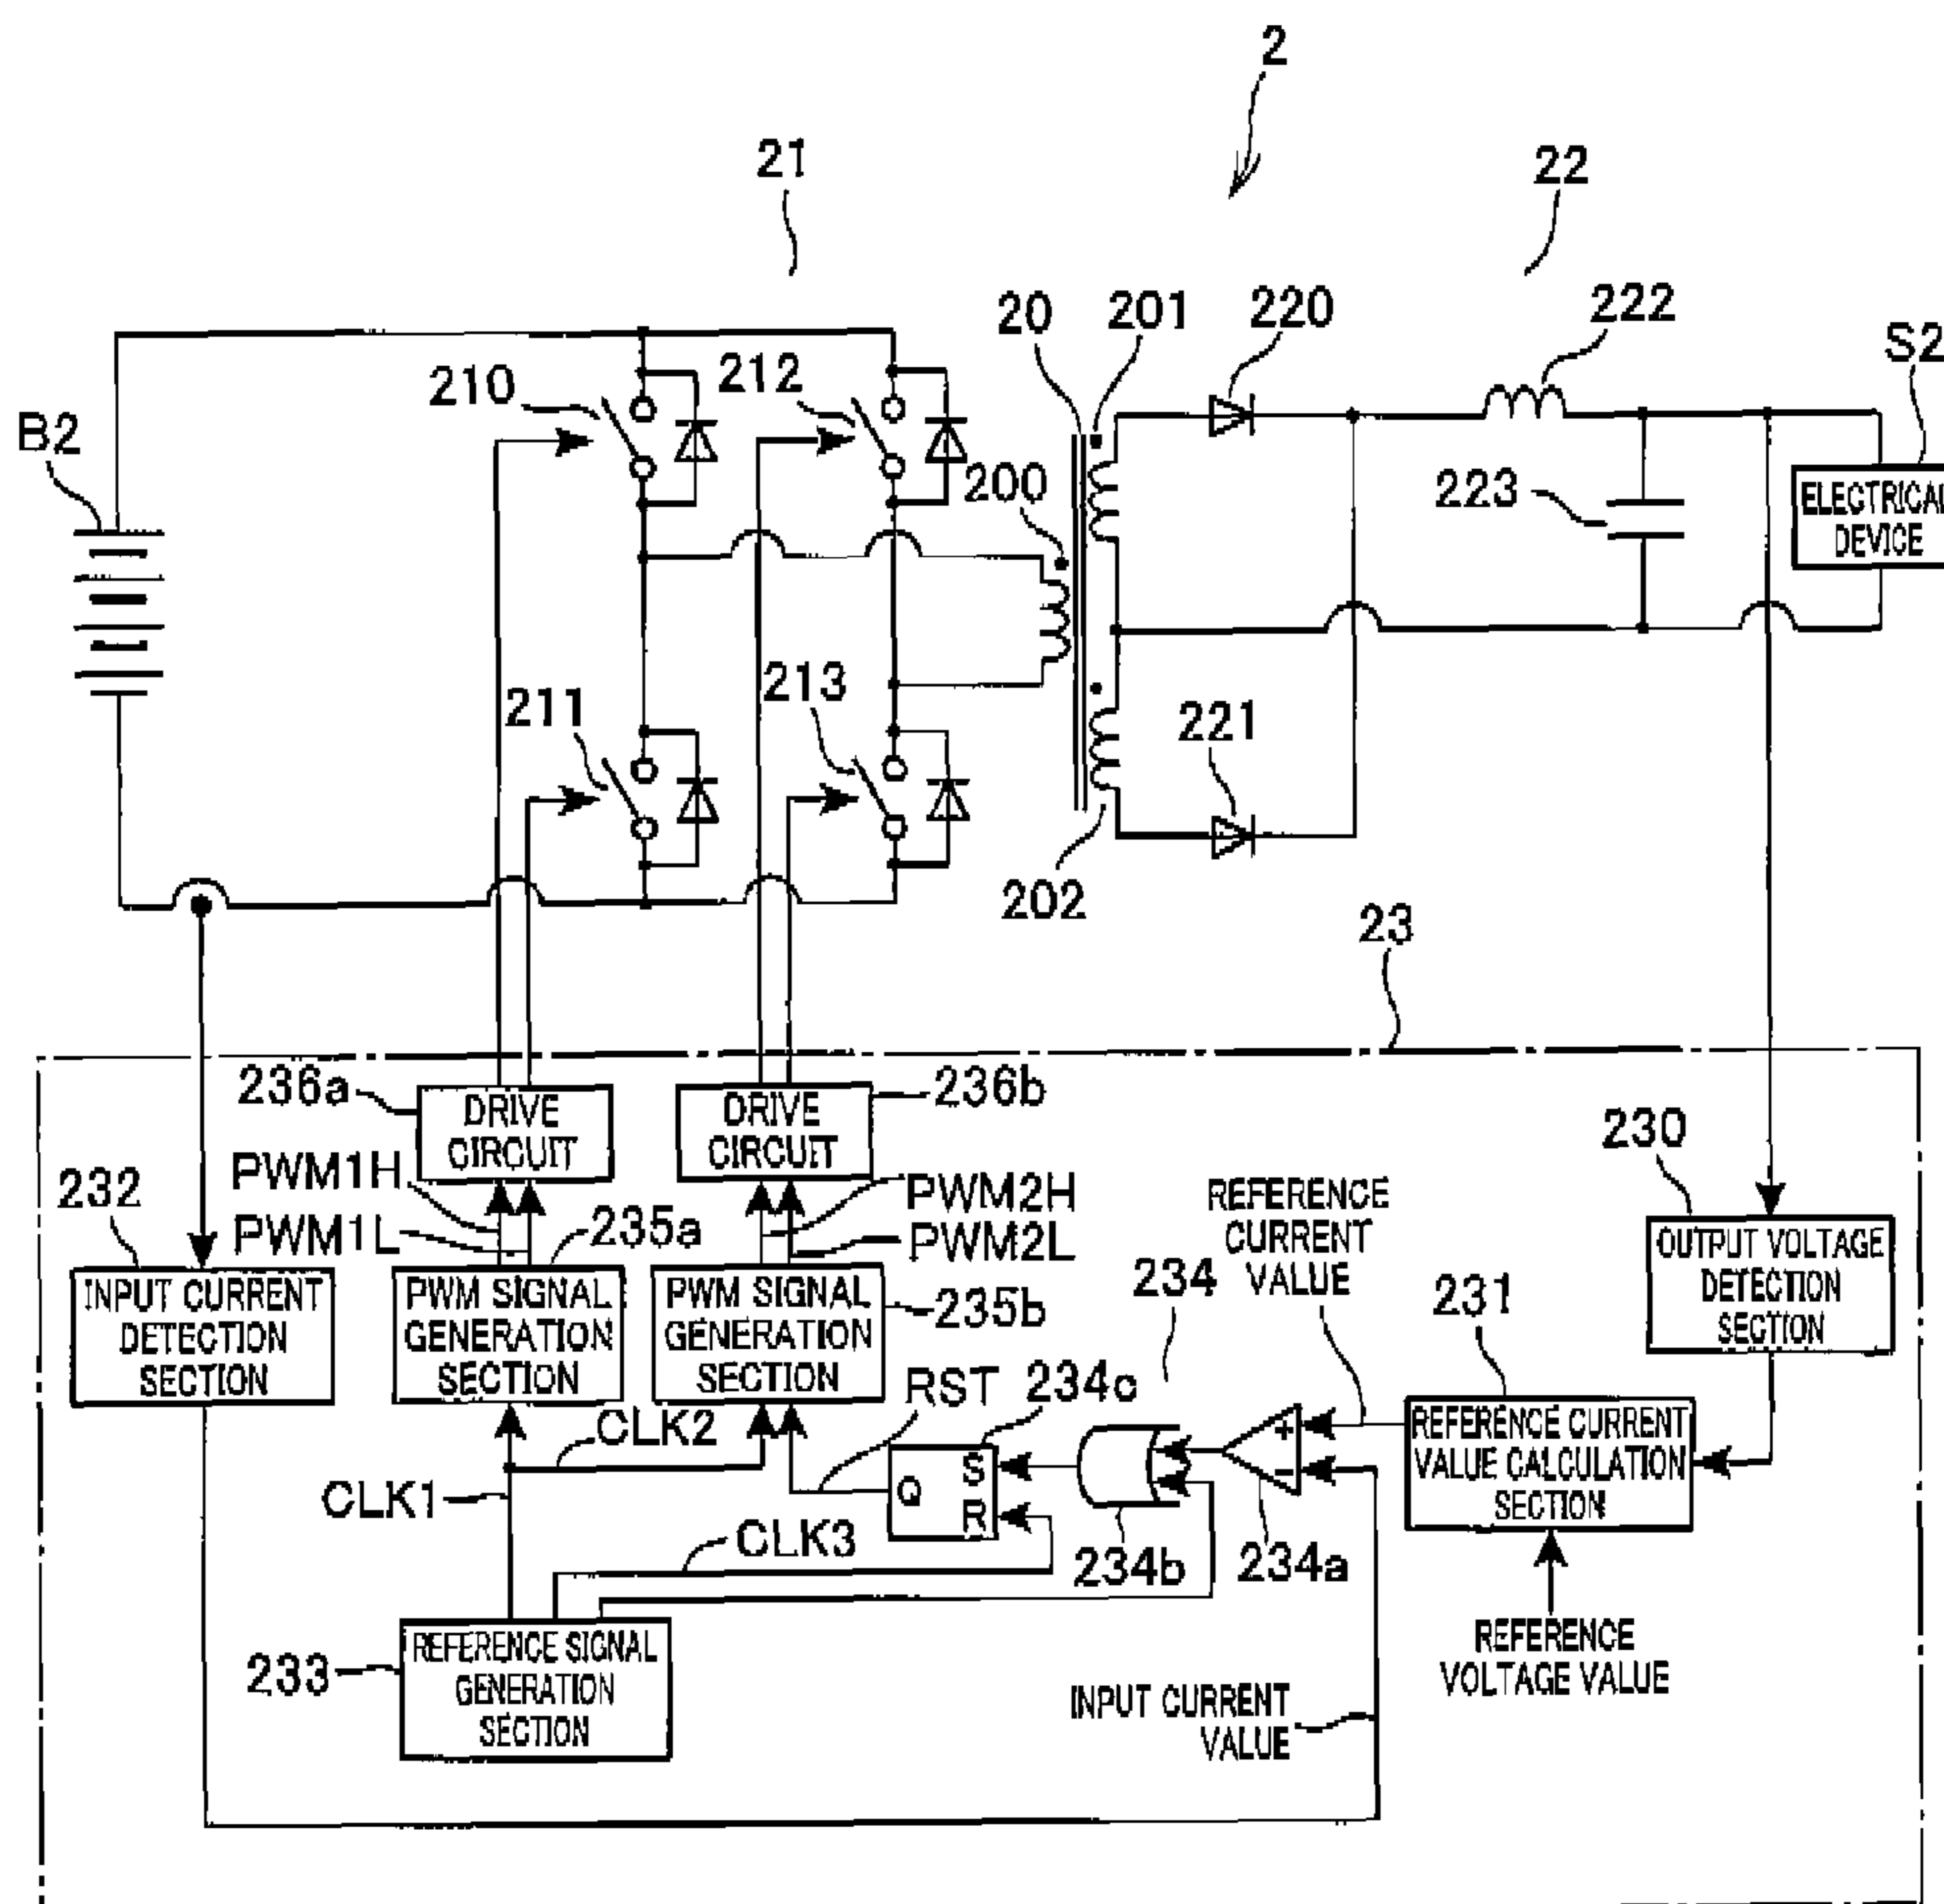 2
21
22
20
201
220
222
S2
210
212
B2
200
223
ELECTRICAL
DEVICE
211
213
221
202
23
236a
DRIVE
CIRCUIT
DRIVE
CIRCUIT
236b
230
232
PWM1H
PWM1L
235a
PWM2H
PWM2L
REFERENCE
CURRENT
VALUE
INPUT CURRENT
DETECTION
SECTION
PWM SIGNAL
GENERATION
SECTION
PWM SIGNAL
GENERATION
SECTION
235b
234
231
OUTPUT VOLTAGE
DETECTION
SECTION
RST
234c
CLK2
CLK1
Q
S
R
+
-
REFERENCE CURRENT
VALUE CALCULATION
SECTION
CLK3
234b
234a
233
REFERENCE SIGNAL
GENERATION
SECTION
REFERENCE
VOLTAGE VALUE
INPUT CURRENT
VALUE